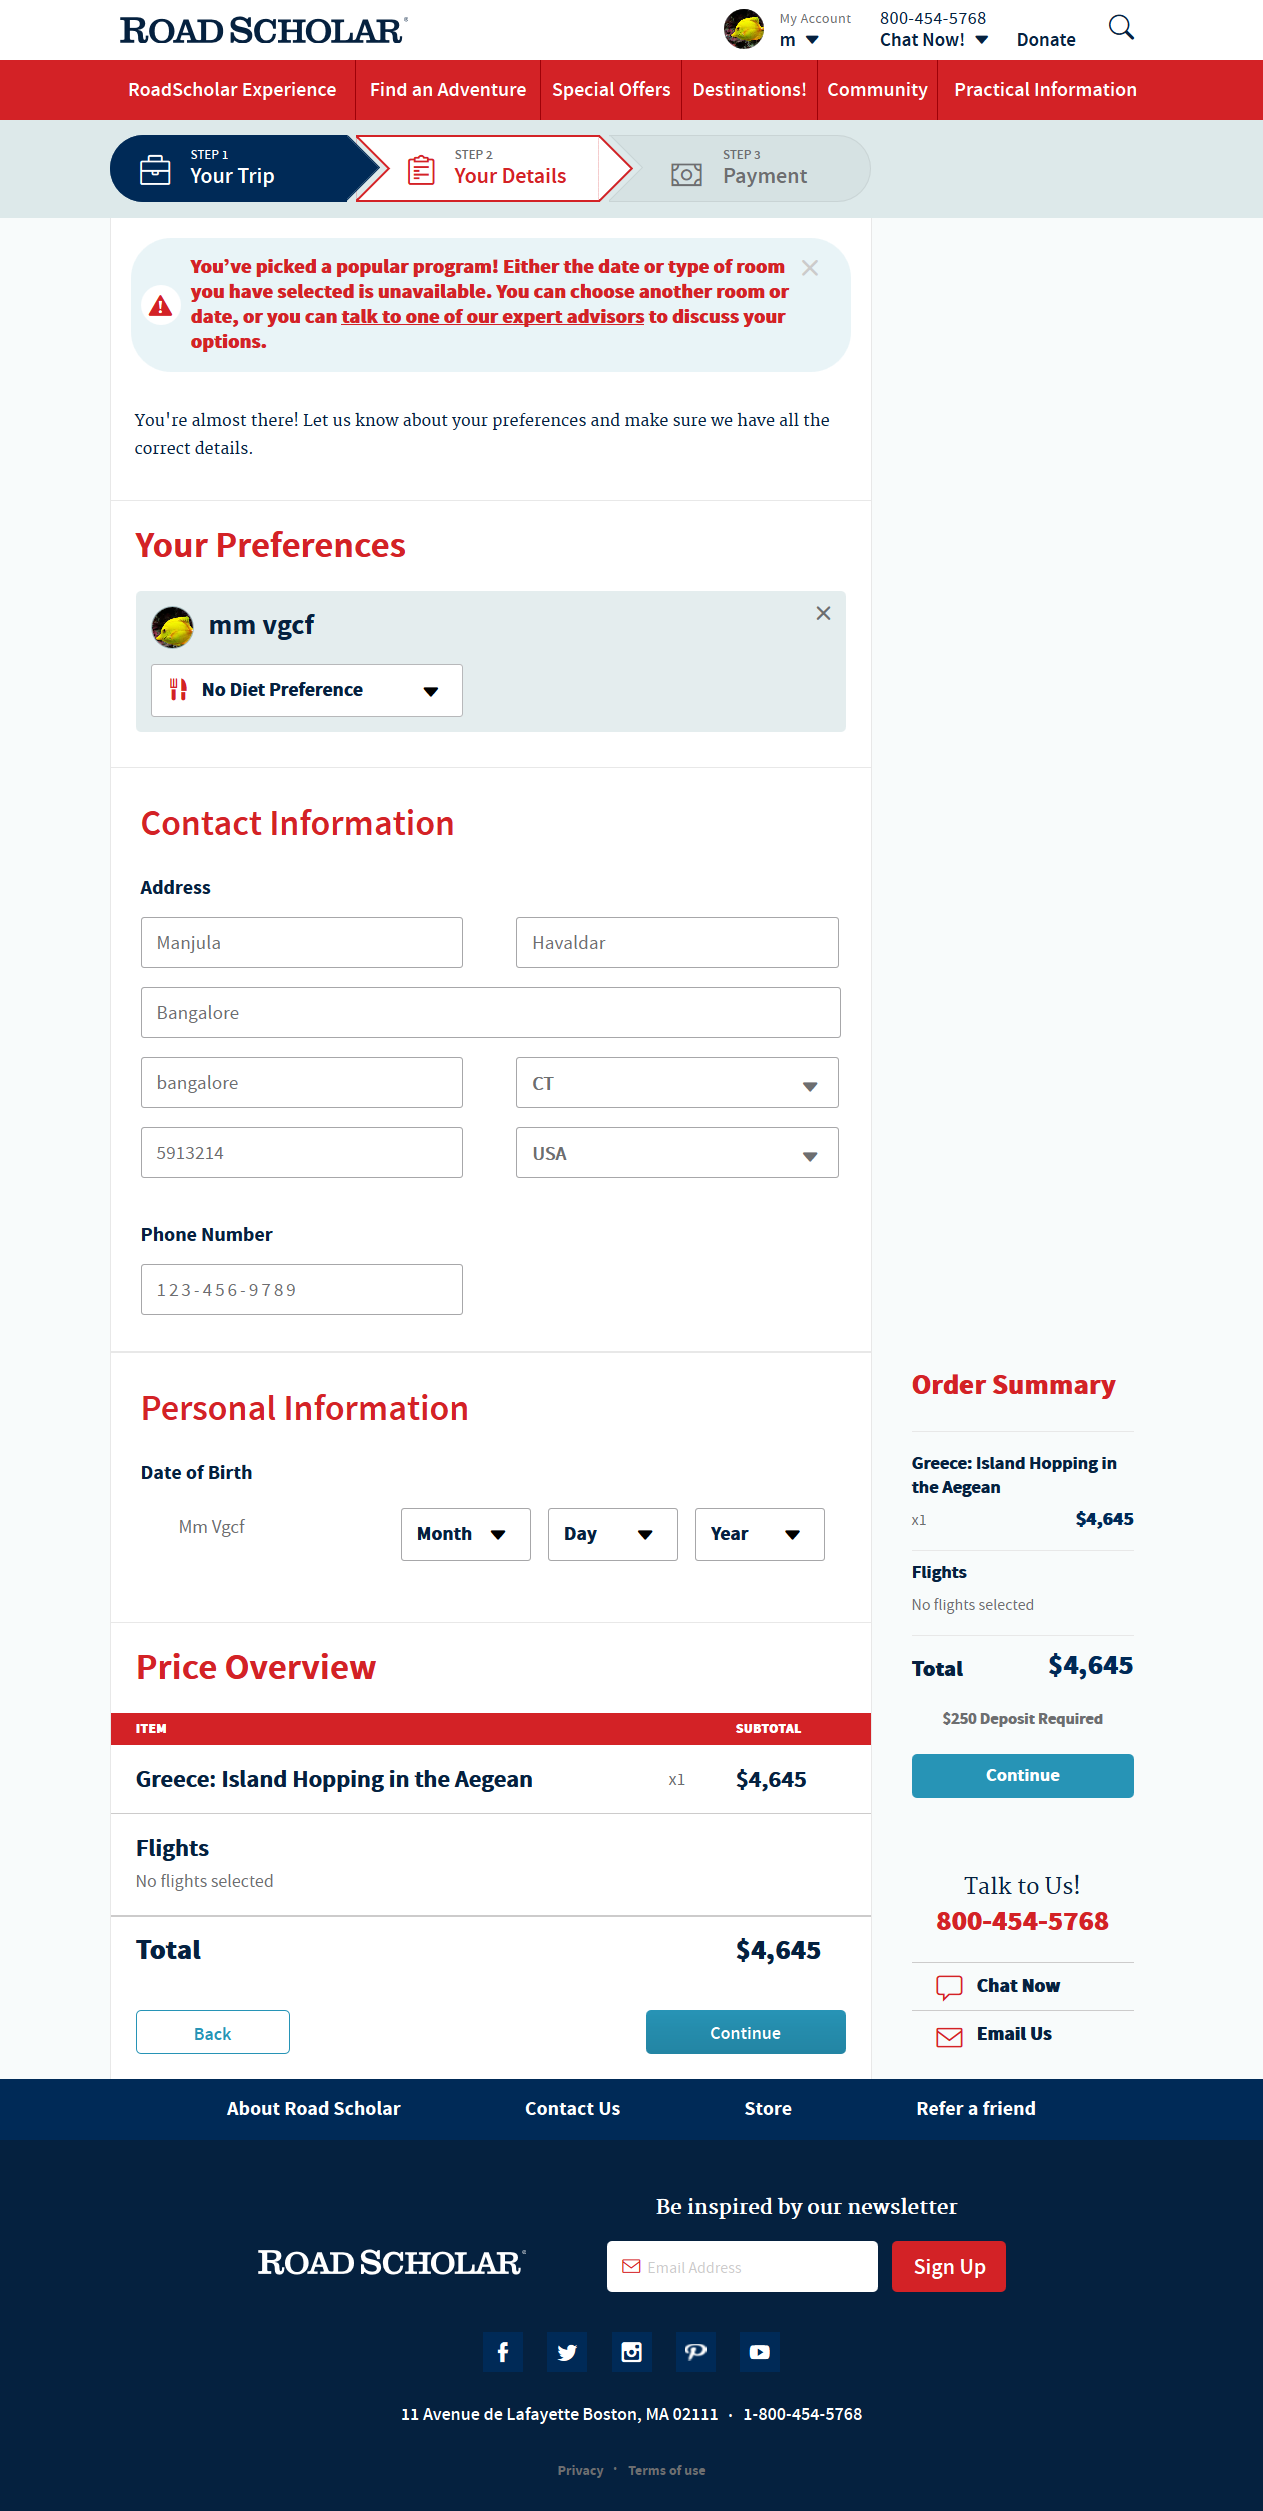 ROAD SCHOLAR
My Account
m
800-454-5768
Chat Now!
Donate
RoadScholar Experience
Find an Adventure
Special Offers
Destinations!
Community
Practical Information
STEP 1
Your Trip
STEP 2
Your Details
STEP 3
Payment
You’ve picked a popular program! Either the date or type of room
you have selected is unavailable. You can choose another room or
date, or you can talk to one of our expert advisors to discuss your
options.
You're almost there! Let us know about your preferences and make sure we have all the
correct details.
Your Preferences
mm vgcf
No Diet Preference
Contact Information
Address
Manjula
Havaldar
Bangalore
bangalore
CT
5913214
USA
Phone Number
123-456-9789
Personal Information
Date of Birth
Mm Vgcf
Month
Day
Year
Price Overview
ITEM
SUBTOTAL
Greece: Island Hopping in the Aegean
x1
$4,645
Flights
No flights selected
Total
$4,645
Back
Continue
Order Summary
Greece: Island Hopping in
the Aegean
x1
$4,645
Flights
No flights selected
Total
$4,645
$250 Deposit Required
Continue
Talk to Us!
800-454-5768
Chat Now
Email Us
About Road Scholar
Contact Us
Store
Refer a friend
Be inspired by our newsletter
ROAD SCHOLAR
Email Address
Sign Up
11 Avenue de Lafayette Boston, MA 02111 · 1-800-454-5768
Privacy · Terms of use